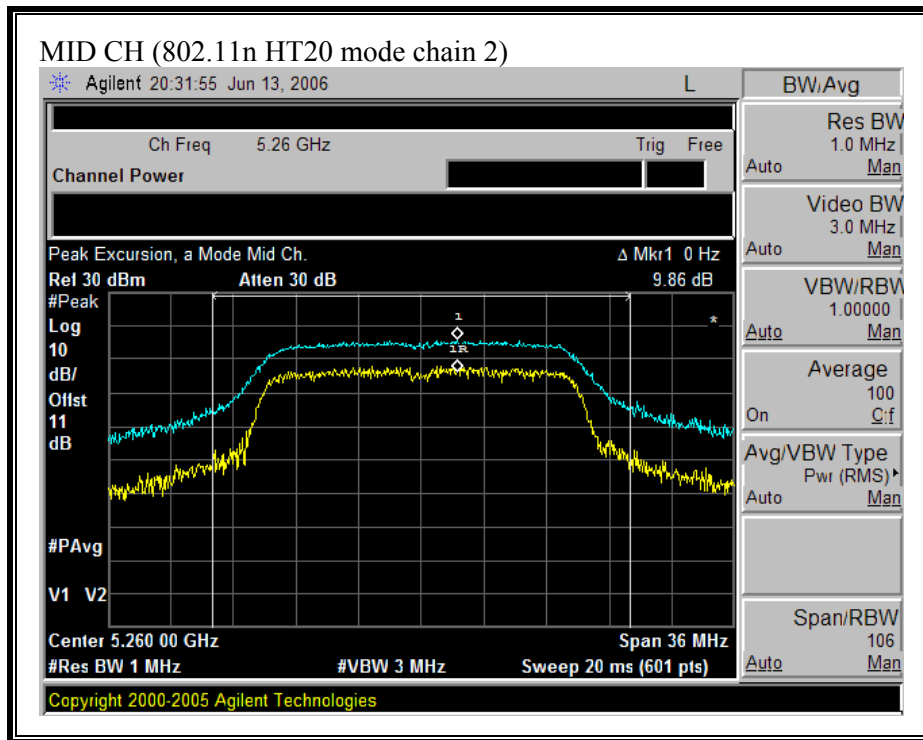 MID CH (802.11n HT20 mode chain 2)
Agilent 20:31:55 Jun 13, 2006 L
BW/Avg
Ch Freq 5.26 GHz Trig Free
Channel Power
Res BW
1.0 MHz
Auto Man
Video BW
3.0 MHz
Auto Man
Peak Excursion, a Mode Mid Ch. Δ Mkr1 0 Hz
Ref 30 dBm Atten 30 dB 9.86 dB
#Peak
Log
10
dB/
Offst
11
dB
1
1R
*
#PAvg
V1 V2
VBW/RBW
1.00000
Auto Man
Average
100
On Off
Avg/VBW Type
Pwr (RMS)
Auto Man
Span/RBW
106
Auto Man
Center 5.260 00 GHz Span 36 MHz
#Res BW 1 MHz #VBW 3 MHz Sweep 20 ms (601 pts)
Copyright 2000-2005 Agilent Technologies